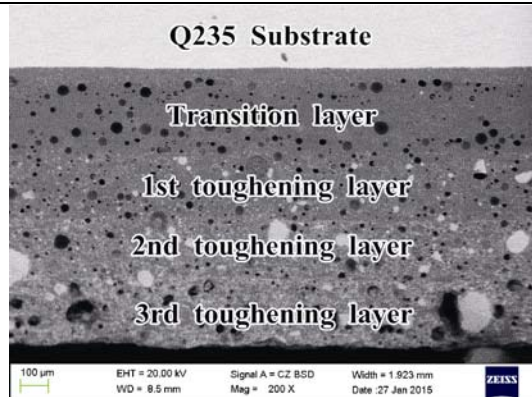 Q235 Substrate
Transition layer
1st toughening layer
2nd toughening layer
3rd toughening layer
100 µm EHT = 20.00 kV Signal A = CZ BSD Width = 1.923 mm
WD = 8.5 mm Mag = 200 X Date :27 Jan 2015
ZEISS